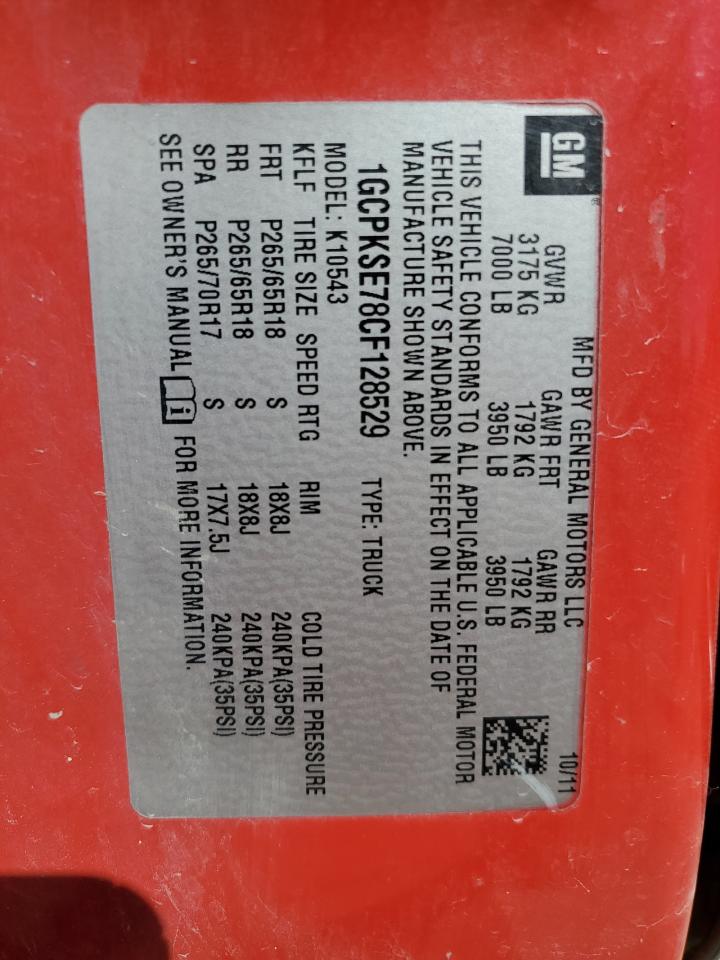 GM
MFD BY GENERAL MOTORS LLC 10/11
GVWR GAWR FRT GAWR RR
3175 KG 1792 KG 1792 KG
7000 LB 3950 LB 3950 LB
THIS VEHICLE CONFORMS TO ALL APPLICABLE U.S. FEDERAL MOTOR
VEHICLE SAFETY STANDARDS IN EFFECT ON THE DATE OF
MANUFACTURE SHOWN ABOVE.
1GCPKSE78CF128529 TYPE: TRUCK
MODEL: K10543
KFLF TIRE SIZE SPEED RTG RIM COLD TIRE PRESSURE
FRT P265/65R18 S 18X8J 240KPA(35PSI)
RR P265/65R18 S 18X8J 240KPA(35PSI)
SPA P265/70R17 S 17X7.5J 240KPA(35PSI)
SEE OWNER'S MANUAL i FOR MORE INFORMATION.